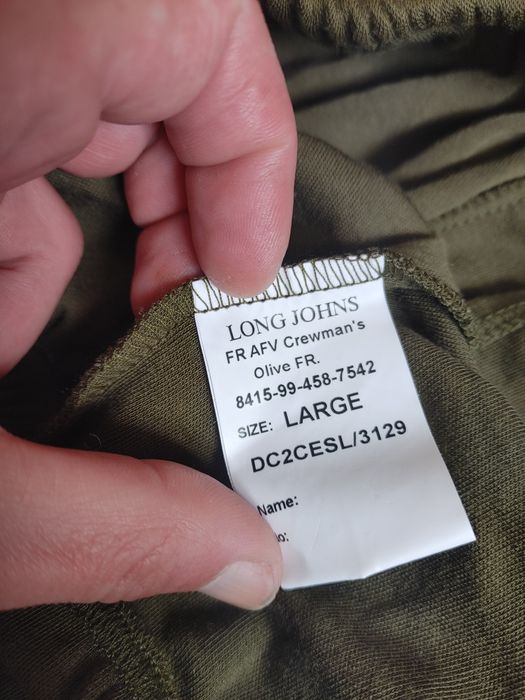 LONG JOHNS
FR AFV Crewman's
Olive FR.
8415-99-458-7542
SIZE: LARGE
DC2CESL/3129
Name: